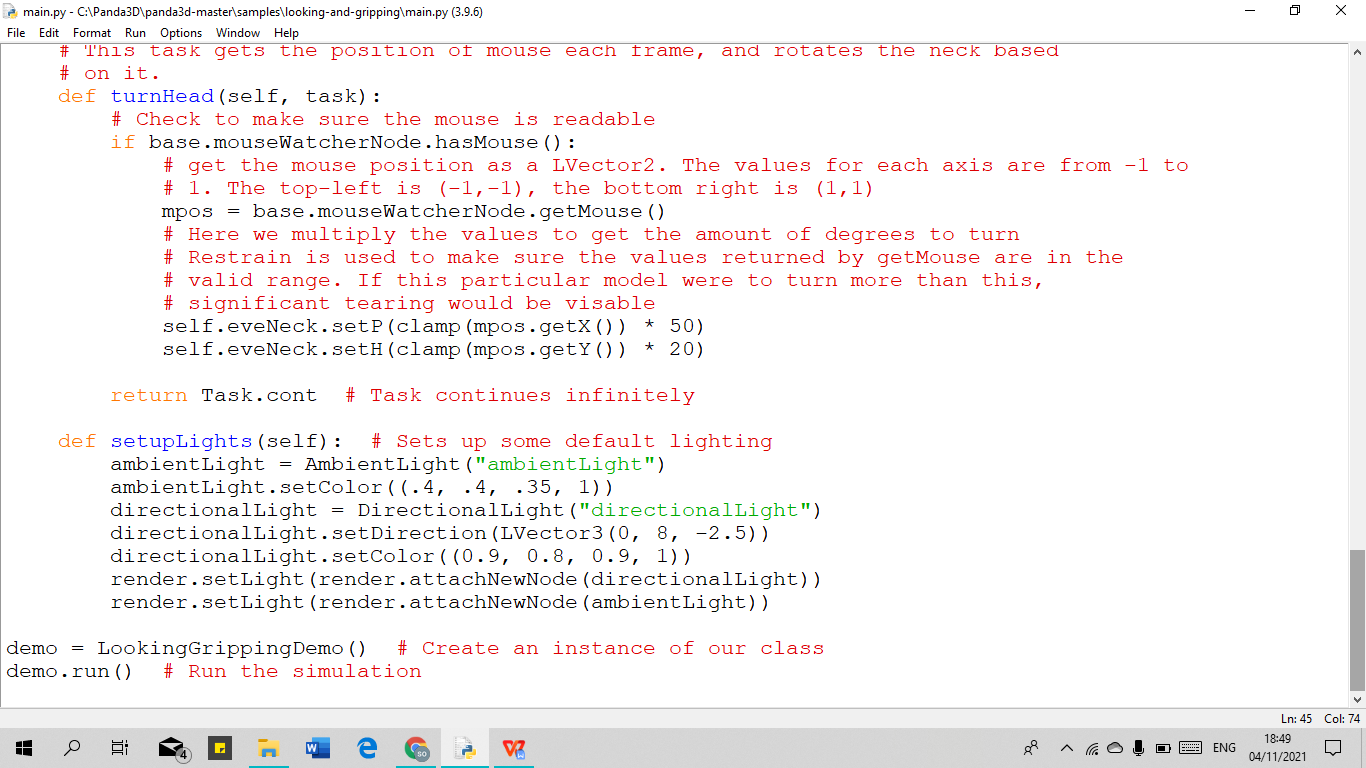 main.py - C:\Panda3D\panda3d-master\samples\looking-and-gripping\main.py (3.9.6)
File Edit Format Run Options Window Help
# This task gets the position of mouse each frame, and rotates the neck based
# on it.
def turnHead(self, task):
# Check to make sure the mouse is readable
if base.mouseWatcherNode.hasMouse():
# get the mouse position as a LVector2. The values for each axis are from -1 to
# 1. The top-left is (-1,-1), the bottom right is (1,1)
mpos = base.mouseWatcherNode.getMouse()
# Here we multiply the values to get the amount of degrees to turn
# Restrain is used to make sure the values returned by getMouse are in the
# valid range. If this particular model were to turn more than this,
# significant tearing would be visable
self.eveNeck.setP(clamp(mpos.getX()) * 50)
self.eveNeck.setH(clamp(mpos.getY()) * 20)
return Task.cont # Task continues infinitely
def setupLights(self): # Sets up some default lighting
ambientLight = AmbientLight("ambientLight")
ambientLight.setColor((.4, .4, .35, 1))
directionalLight = DirectionalLight("directionalLight")
directionalLight.setDirection(LVector3(0, 8, -2.5))
directionalLight.setColor((0.9, 0.8, 0.9, 1))
render.setLight(render.attachNewNode(directionalLight))
render.setLight(render.attachNewNode(ambientLight))
demo = LookingGrippingDemo() # Create an instance of our class
demo.run() # Run the simulation
Ln: 45 Col: 74
4
SO
ENG
18:49
04/11/2021